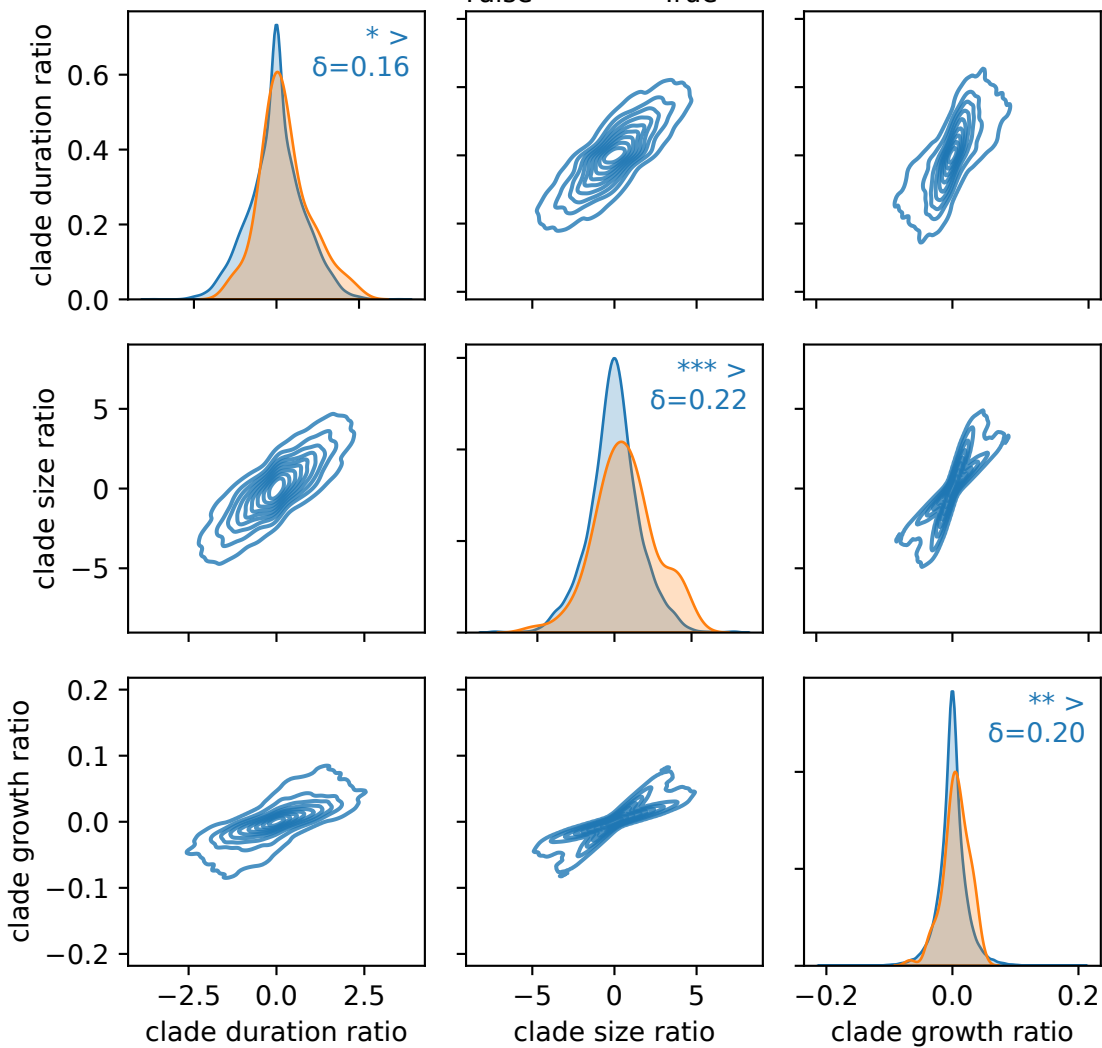 False True
clade duration ratio
0.6
0.4
0.2
0.0
* >
δ=0.16
clade size ratio
5
0
−5
*** >
δ=0.22
clade growth ratio
0.2
0.1
0.0
−0.1
−0.2
** >
δ=0.20
−2.5 0.0 2.5
−5 0 5
−0.2 0.0 0.2
clade duration ratio
clade size ratio
clade growth ratio